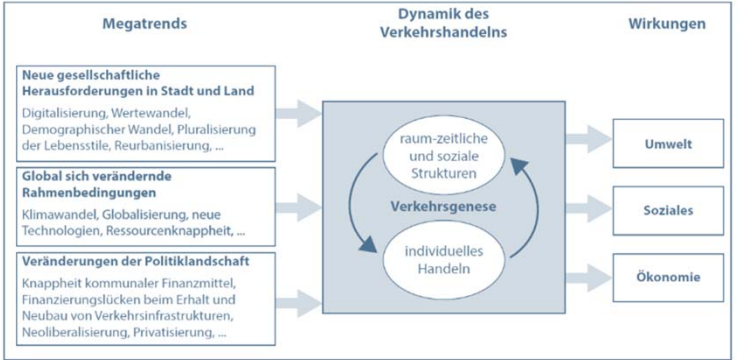 Megatrends
Dynamik des
Verkehrshandelns
Wirkungen
Neue gesellschaftliche
Herausforderungen in Stadt und Land
Digitalisierung, Wertewandel,
Demographischer Wandel, Pluralisierung
der Lebensstile, Reurbanisierung, ...
Global sich verändernde
Rahmenbedingungen
Klimawandel, Globalisierung, neue
Technologien, Ressourcenknappheit, ...
Veränderungen der Politiklandschaft
Knappheit kommunaler Finanzmittel,
Finanzierungslücken beim Erhalt und
Neubau von Verkehrsinfrastrukturen,
Neoliberalisierung, Privatisierung, ...
raum-zeitliche
und soziale
Strukturen
Verkehrsgenese
individuelles
Handeln
Umwelt
Soziales
Ökonomie